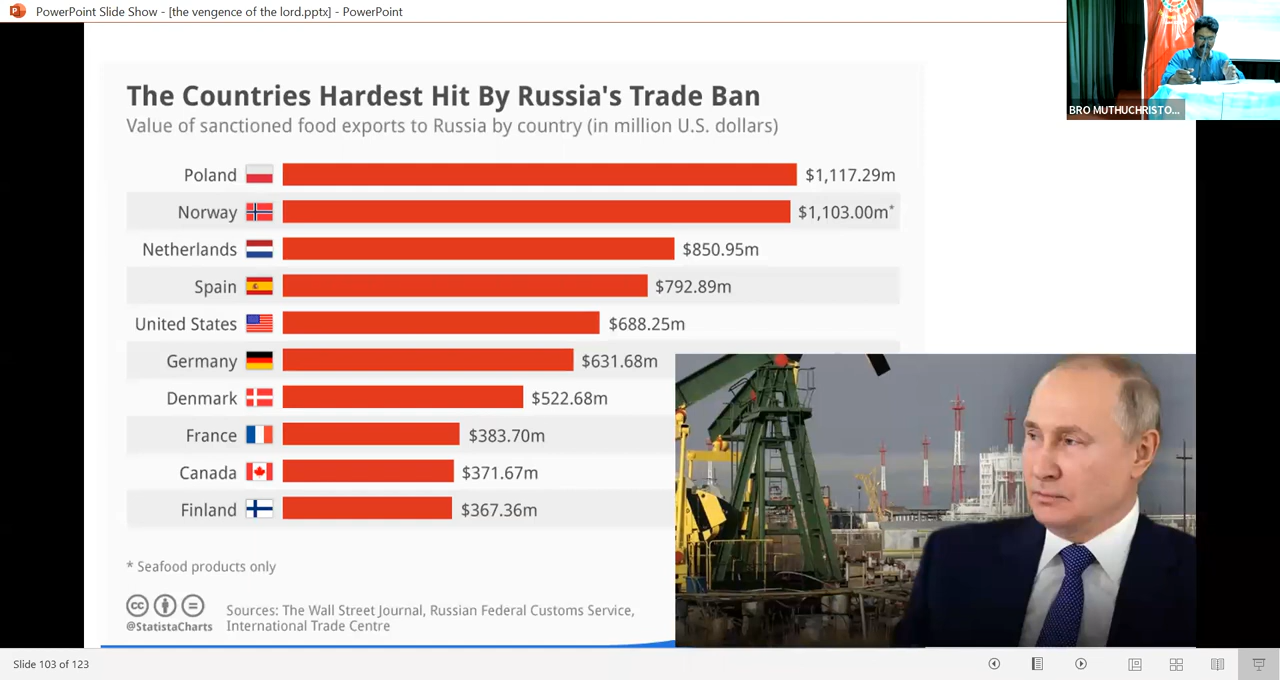 PowerPoint Slide Show - [the vengence of the lord.pptx] - PowerPoint
BRO MUTHUCHRISTO...
The Countries Hardest Hit By Russia's Trade Ban
Value of sanctioned food exports to Russia by country (in million U.S. dollars)
Poland $1,117.29m
Norway $1,103.00m*
Netherlands $850.95m
Spain $792.89m
United States $688.25m
Germany $631.68m
Denmark $522.68m
France $383.70m
Canada $371.67m
Finland $367.36m
* Seafood products only
@StatistaCharts
Sources: The Wall Street Journal, Russian Federal Customs Service,
International Trade Centre
Slide 103 of 123